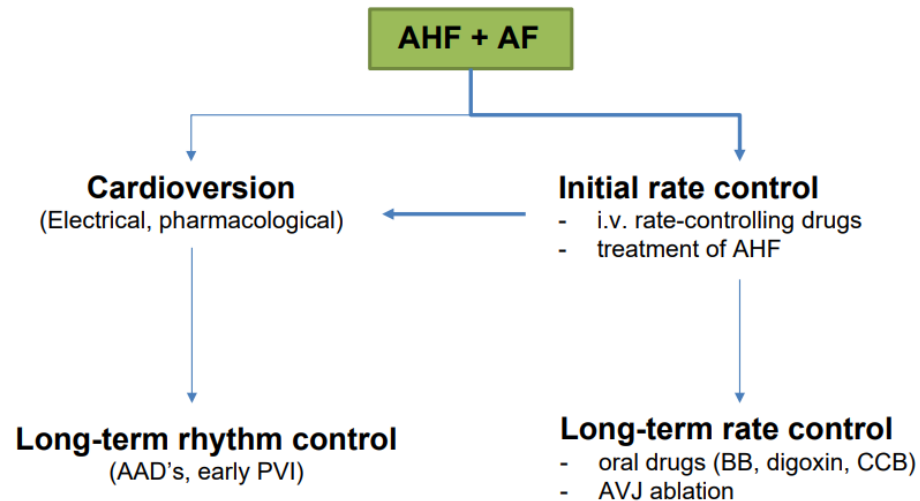 AHF + AF
Cardioversion
(Electrical, pharmacological)
Initial rate control
- i.v. rate-controlling drugs
- treatment of AHF
Long-term rhythm control
(AAD's, early PVI)
Long-term rate control
- oral drugs (BB, digoxin, CCB)
- AVJ ablation